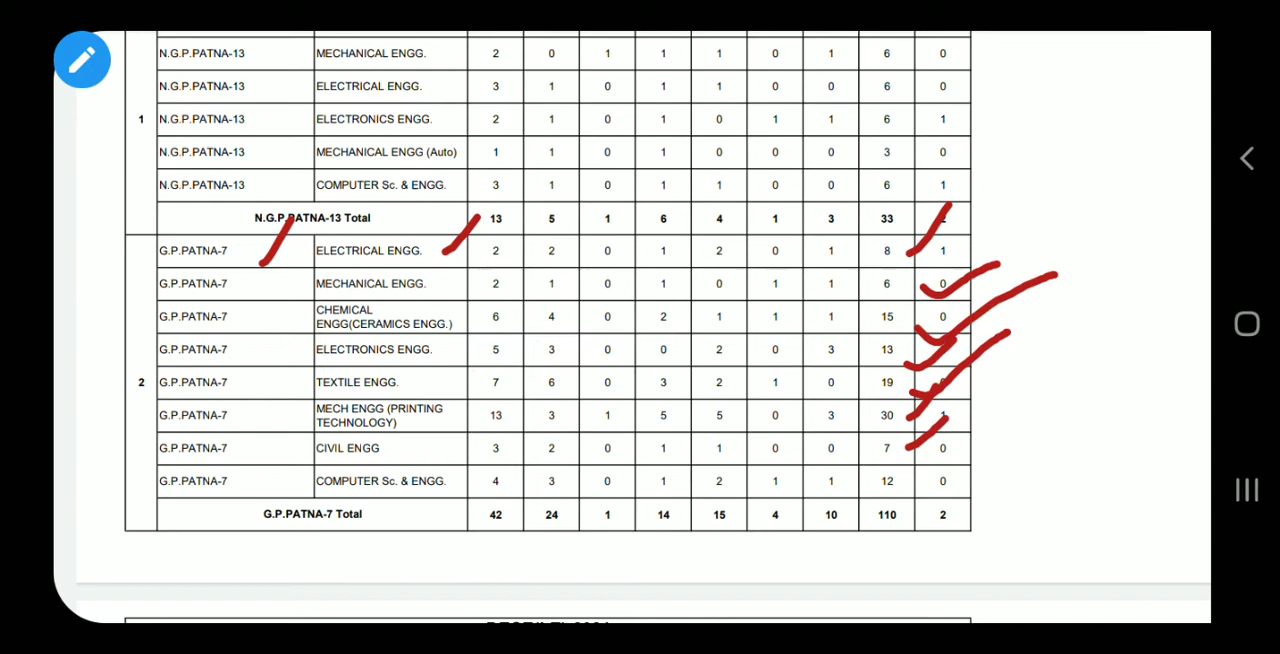 N.G.P.PATNA-13 MECHANICAL ENGG. 2 0 1 1 1 0 1 6 0
N.G.P.PATNA-13 ELECTRICAL ENGG. 3 1 0 1 1 0 0 6 0
1 N.G.P.PATNA-13 ELECTRONICS ENGG. 2 1 0 1 0 1 1 6 1
N.G.P.PATNA-13 MECHANICAL ENGG (Auto) 1 1 0 1 0 0 0 3 0
N.G.P.PATNA-13 COMPUTER Sc. & ENGG. 3 1 0 1 1 0 0 6 1
N.G.P.PATNA-13 Total 13 5 1 6 4 1 3 33 2
G.P.PATNA-7 ELECTRICAL ENGG. 2 2 0 1 2 0 1 8 1
G.P.PATNA-7 MECHANICAL ENGG. 2 1 0 1 0 1 1 6 0
G.P.PATNA-7 CHEMICAL
ENGG(CERAMICS ENGG.) 6 4 0 2 1 1 1 15 0
G.P.PATNA-7 ELECTRONICS ENGG. 5 3 0 0 2 0 3 13
2 G.P.PATNA-7 TEXTILE ENGG. 7 6 0 3 2 1 0 19 0
G.P.PATNA-7 MECH ENGG (PRINTING
TECHNOLOGY) 13 3 1 5 5 0 3 30 1
G.P.PATNA-7 CIVIL ENGG 3 2 0 1 1 0 0 7 0
G.P.PATNA-7 COMPUTER Sc. & ENGG. 4 3 0 1 2 1 1 12 0
G.P.PATNA-7 Total 42 24 1 14 15 4 10 110 2